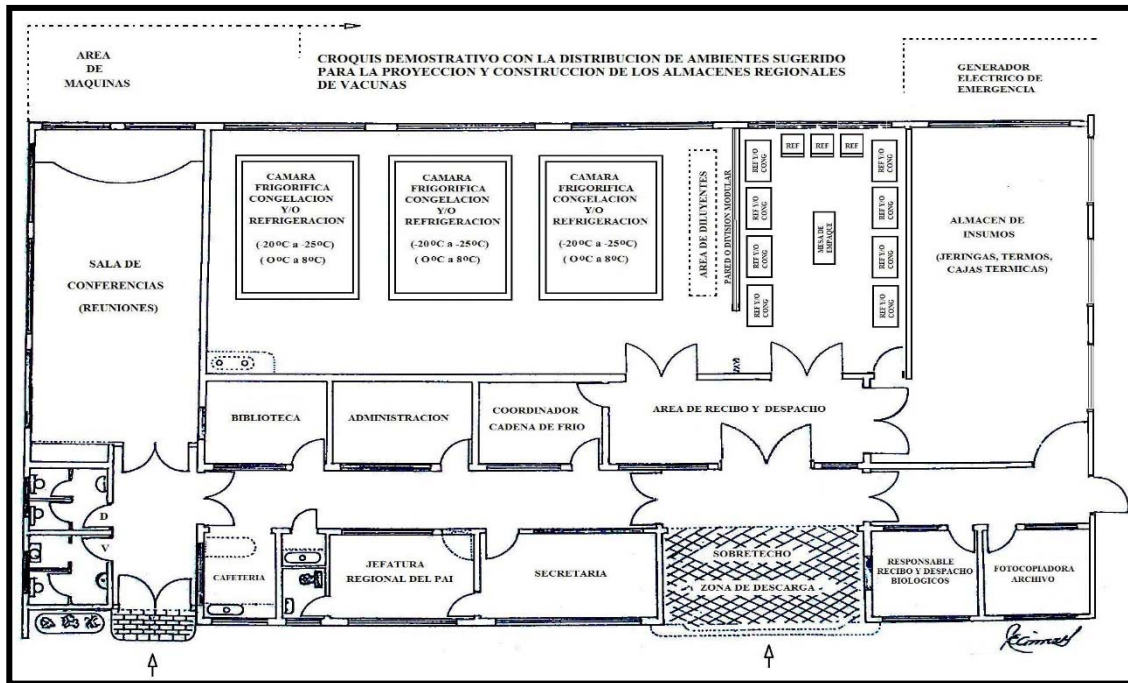 AREA
DE
MAQUINAS
CROQUIS DEMOSTRATIVO CON LA DISTRIBUCION DE AMBIENTES SUGERIDO
PARA LA PROYECCION Y CONSTRUCCION DE LOS ALMACENES REGIONALES
DE VACUNAS
GENERADOR
ELECTRICO DE
EMERGENCIA
SALA DE
CONFERENCIAS
(REUNIONES)
CAMARA
FRIGORIFICA
CONGELACION
Y/O
REFRIGERACION
(-20ºC a -25ºC)
( OºC a 8ºC)
CAMARA
FRIGORIFICA
CONGELACION
Y/O
REFRIGERACION
(-20ºC a -25ºC)
( OºC a 8ºC)
CAMARA
FRIGORIFICA
CONGELACION
Y/O
REFRIGERACION
(-20ºC a -25ºC)
( OºC a 8ºC)
AREA DE DILUYENTES
PARED O DIVISION MODULAR
REF Y/O
CONG
REF Y/O
CONG
REF Y/O
CONG
REF Y/O
CONG
REF
REF
REF
MESA DE
EMPAQUE
REF Y/O
CONG
REF Y/O
CONG
REF Y/O
CONG
REF Y/O
CONG
ALMACEN DE
INSUMOS
(JERINGAS, TERMOS,
CAJAS TERMICAS)
BIBLIOTECA
ADMINISTRACION
COORDINADOR
CADENA DE FRIO
AREA DE RECIBO Y DESPACHO
D
V
CAFETERIA
JEFATURA
REGIONAL DEL PAI
SECRETARIA
SOBRETECHO
ZONA DE DESCARGA
RESPONSABLE
RECIBO Y DESPACHO
BIOLOGICOS
FOTOCOPIADORA
ARCHIVO